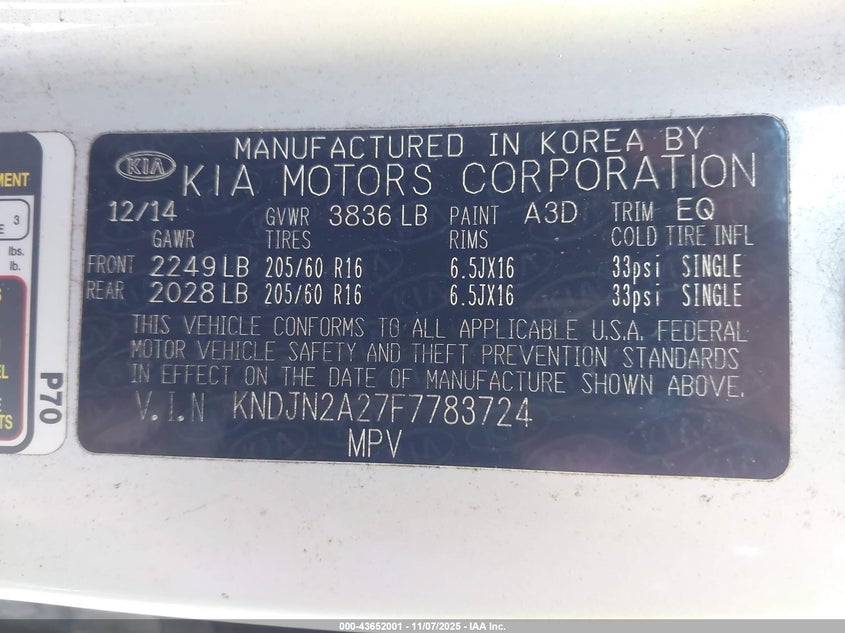 MANUFACTURED IN KOREA BY
KIA KIA MOTORS CORPORATION
12/14 GVWR 3836 LB PAINT A3D TRIM EQ
GAWR TIRES RIMS COLD TIRE INFL
FRONT 2249 LB 205/60 R16 6.5JX16 33psi SINGLE
REAR 2028 LB 205/60 R16 6.5JX16 33psi SINGLE
THIS VEHICLE CONFORMS TO ALL APPLICABLE U.S.A. FEDERAL
MOTOR VEHICLE SAFETY AND THEFT PREVENTION STANDARDS
IN EFFECT ON THE DATE OF MANUFACTURE SHOWN ABOVE.
V.I.N KNDJN2A27F7783724
MPV
MENT
3
lbs.
lb.
P70
000-43652001 — 11/07/2025 — IAA Inc.